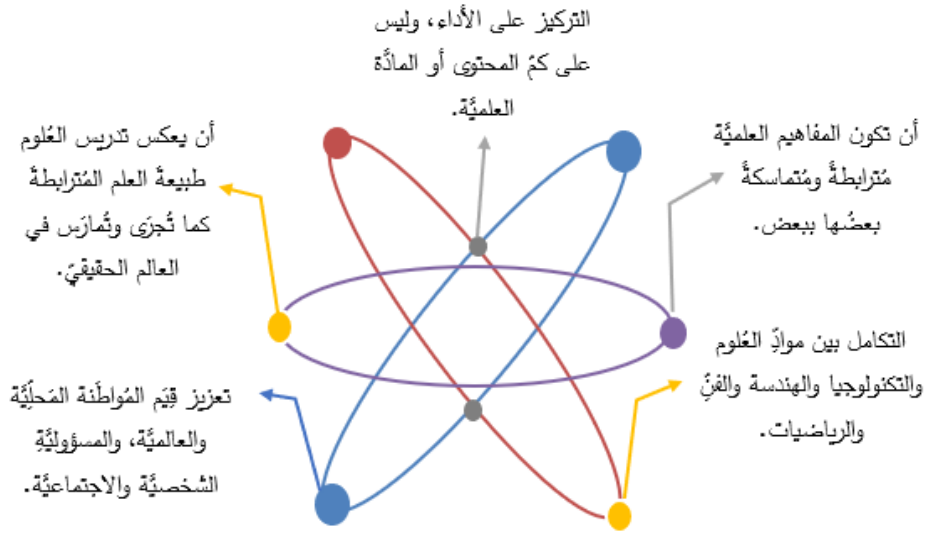 التركيز على الأداء، وليس
على كمّ المحتوى أو المادَّة
العلميَّة.
أن تكون المفاهيم العلميَّة
مُترابطةً ومُتماسكةً
بعضُها ببعض.
أن يعكس تدريس العُلوم
طبيعةَ العلم المُترابطةَ
كما تُجرَى وتُمارَس في
العالم الحقيقيّ.
التكامل بين موادِّ العُلوم
والتكنولوجيا والهندسة والفنِّ
والرياضيات.
تعزيز قِيَم المُواطَنة المَحلِّيَّة
والعالميَّة، والمسؤوليَّةِ
الشخصيَّة والاجتماعيَّة.